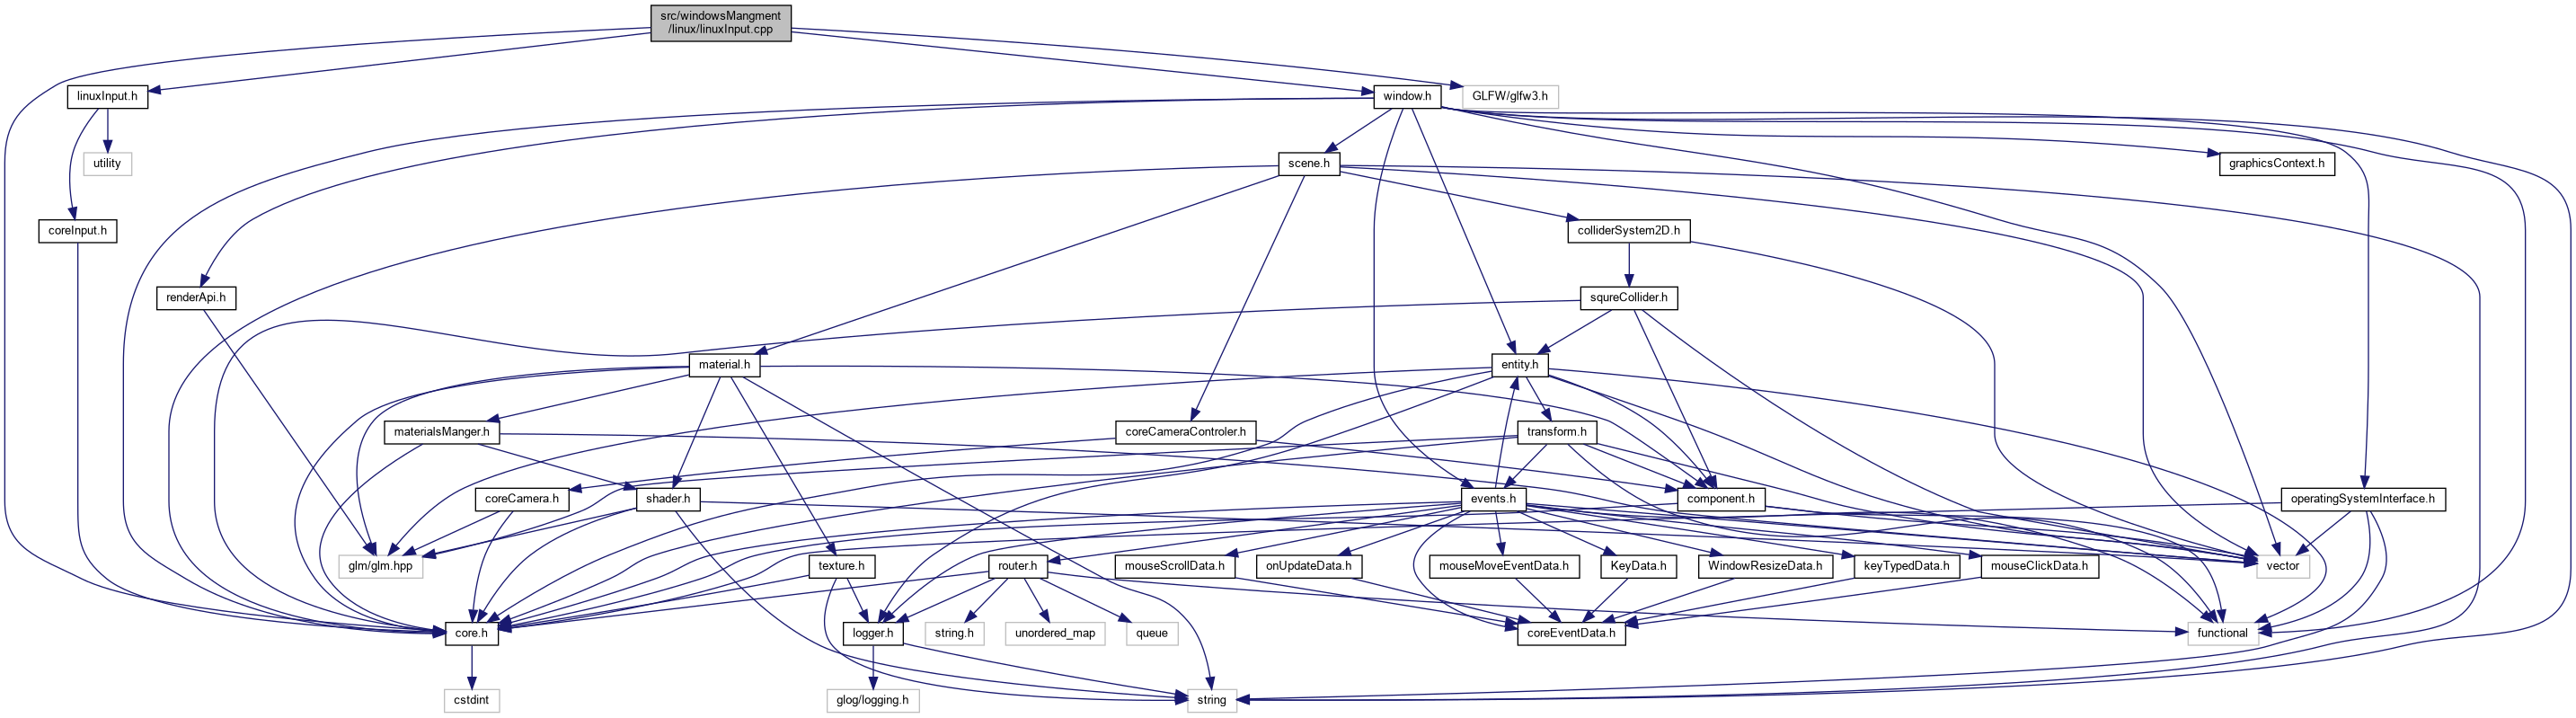 src/windowsMangment
/linux/linuxInput.cpp
linuxInput.h
window.h
GLFW/glfw3.h
utility
scene.h
graphicsContext.h
coreInput.h
colliderSystem2D.h
renderApi.h
squreCollider.h
material.h
entity.h
materialsManger.h
coreCameraControler.h
transform.h
coreCamera.h
shader.h
events.h
component.h
operatingSystemInterface.h
glm/glm.hpp
texture.h
router.h
mouseScrollData.h
onUpdateData.h
mouseMoveEventData.h
KeyData.h
WindowResizeData.h
keyTypedData.h
mouseClickData.h
vector
core.h
logger.h
string.h
unordered_map
queue
coreEventData.h
functional
cstdint
glog/logging.h
string